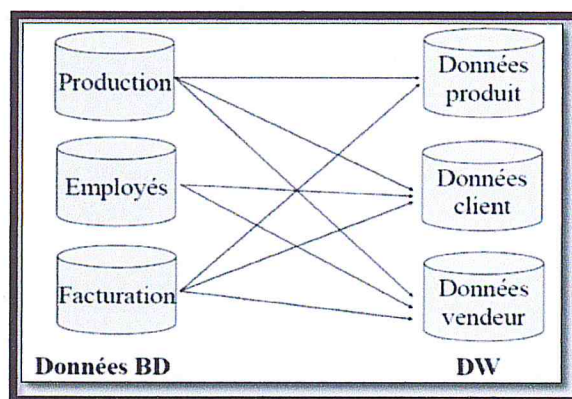 Production
Employés
Facturation
Données BD
Données
produit
Données
client
Données
vendeur
DW